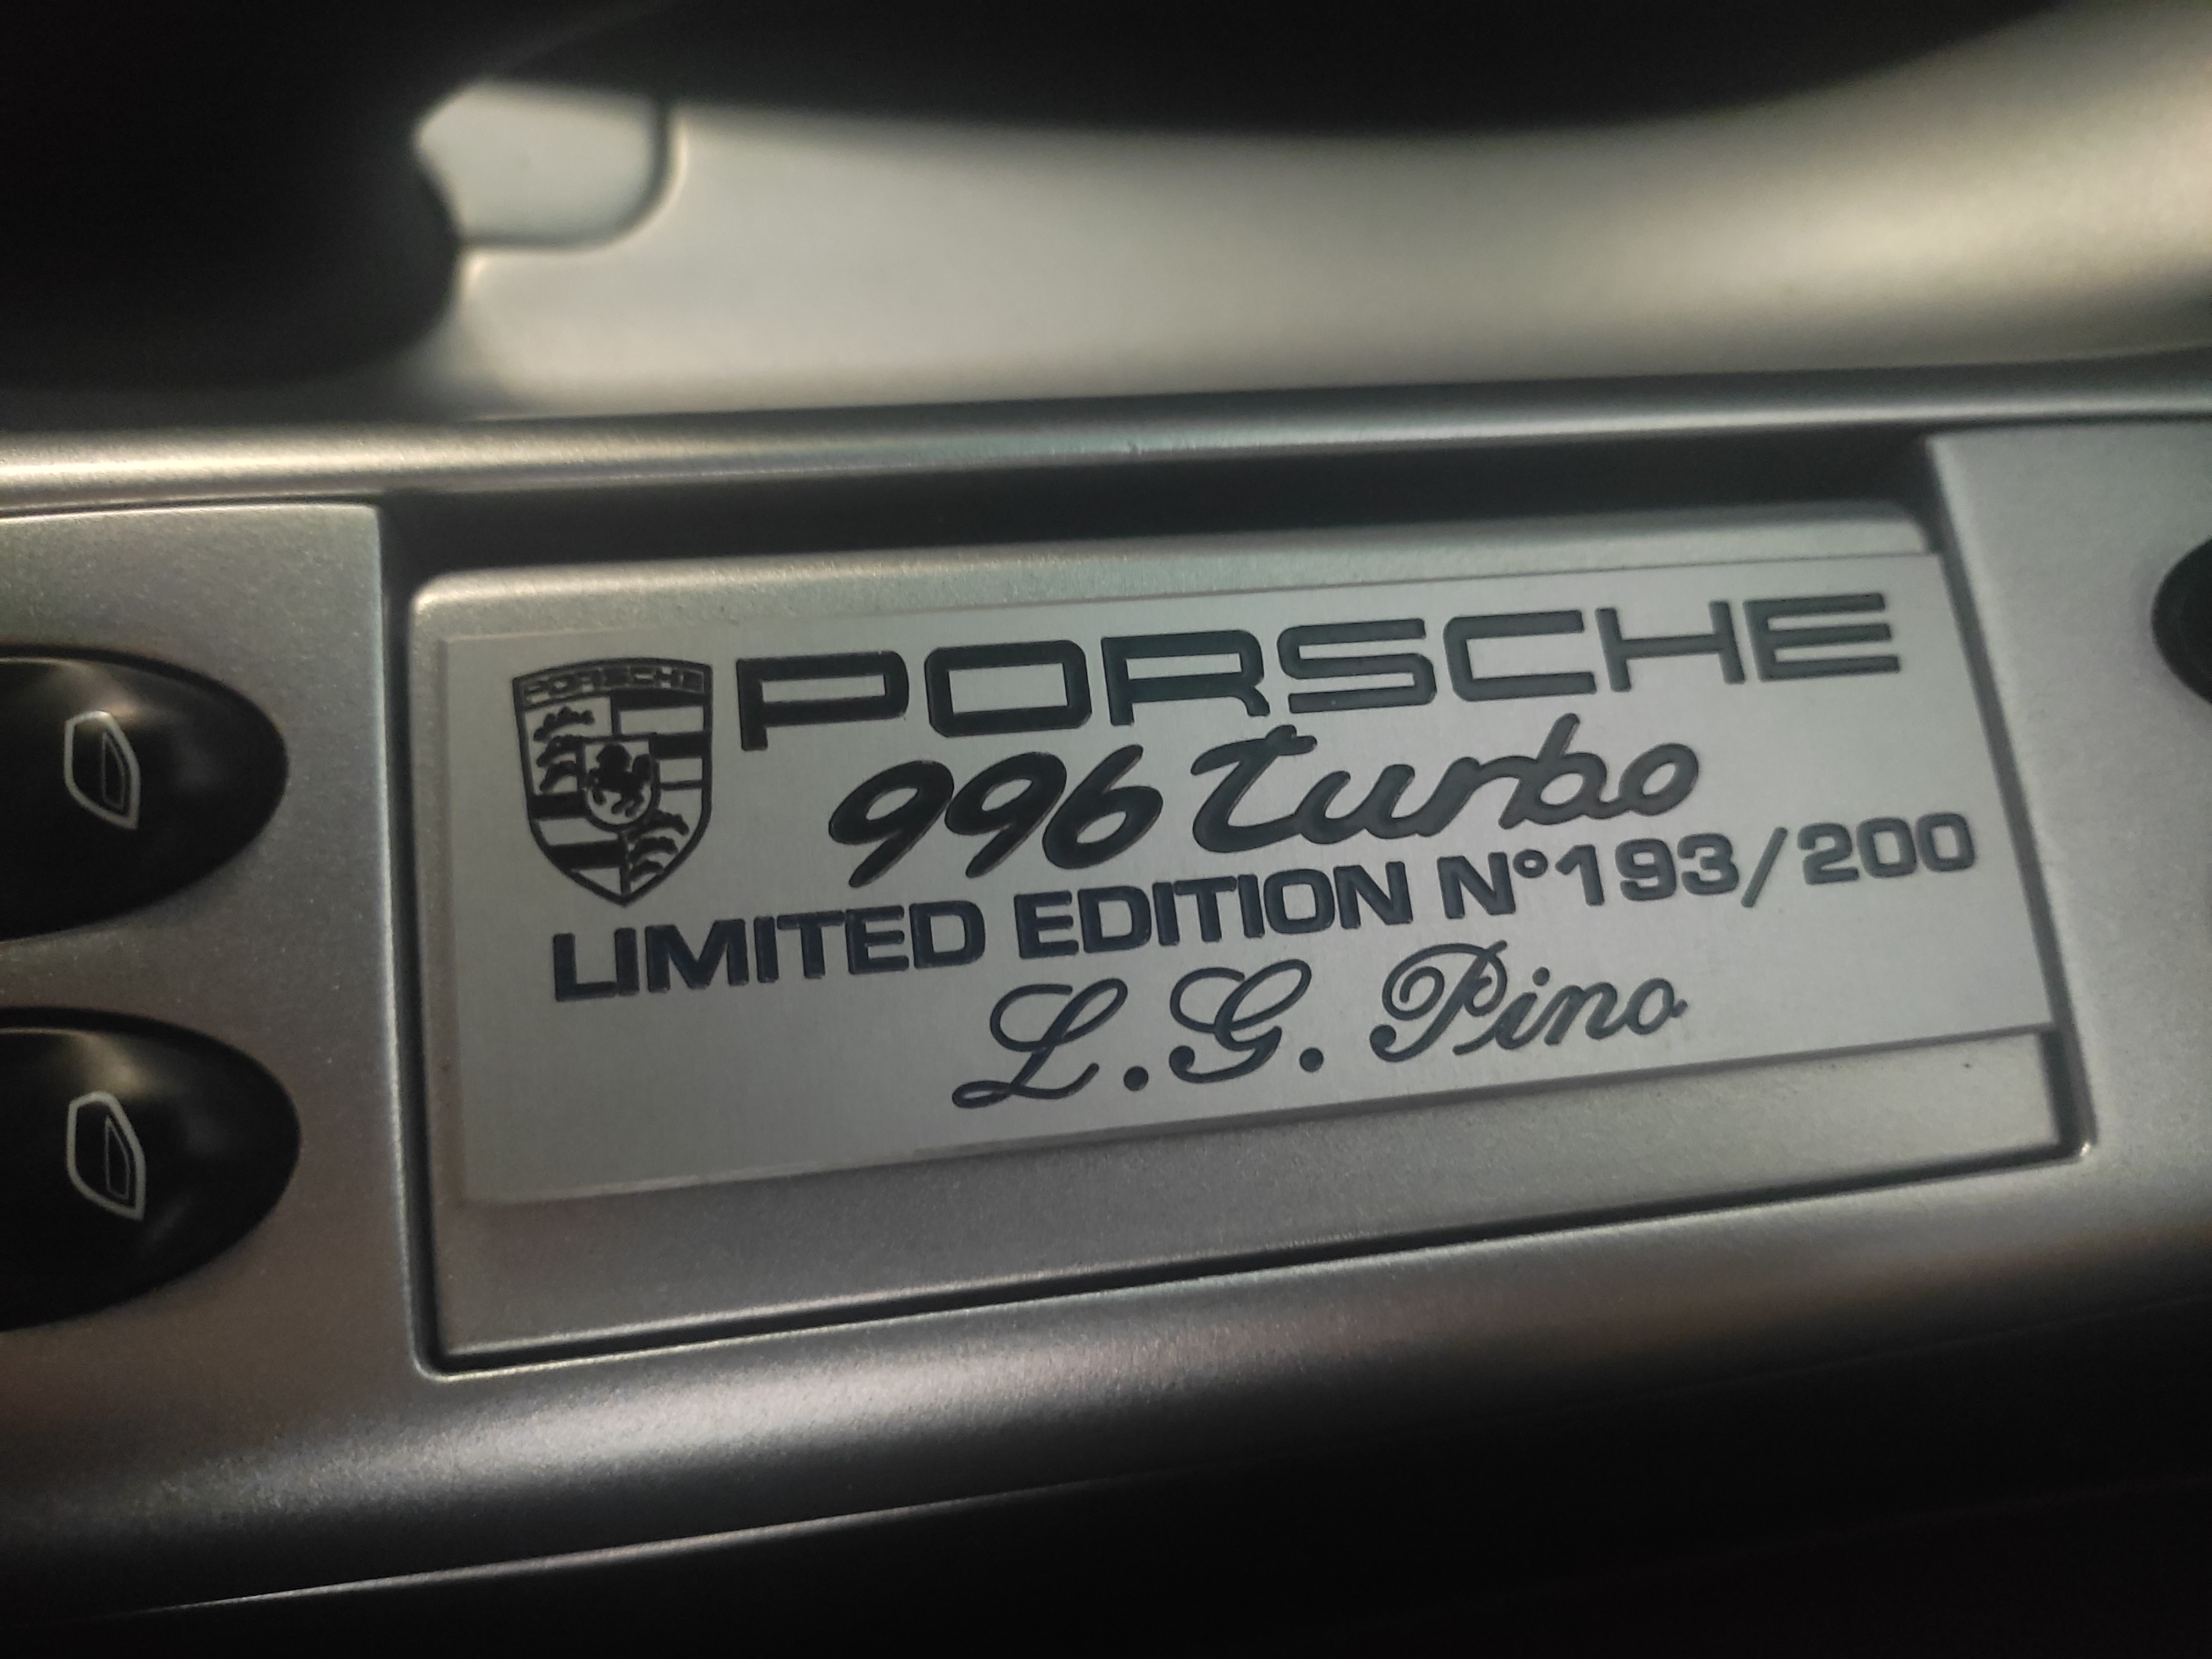 PORSCHE
PORSCHE
996 turbo
LIMITED EDITION N°193/200
L.G. Pino